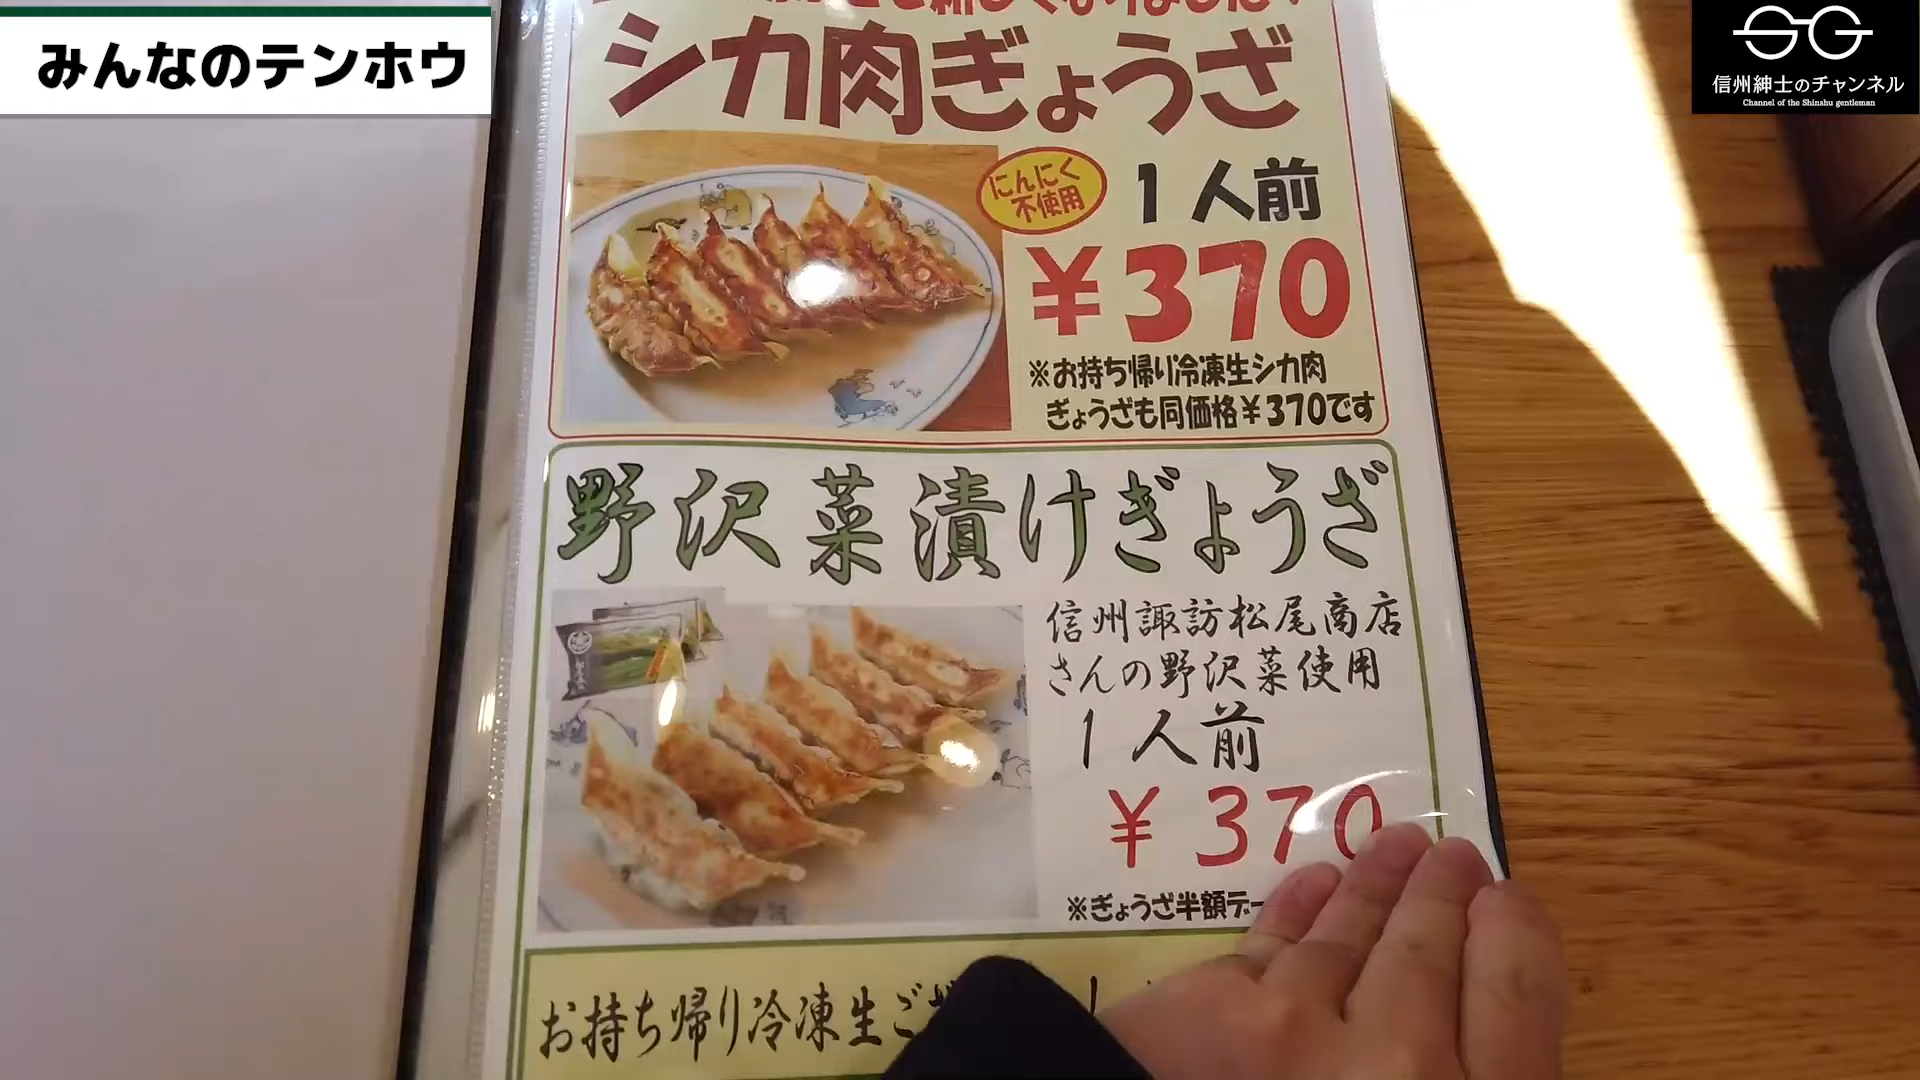 みんなのテンホウ
SG
信州紳士のチャンネル
Channel of the Shinshu gentleman
シカ肉ぎょうざ
にんにく
不使用
1人前
¥370
※お持ち帰り冷凍生シカ肉
ぎょうざも同価格¥370です
野沢菜漬けぎょうざ
信州諏訪松尾商店
さんの野沢菜使用
1人前
¥370
※ぎょうざ半額デー
お持ち帰り冷凍生